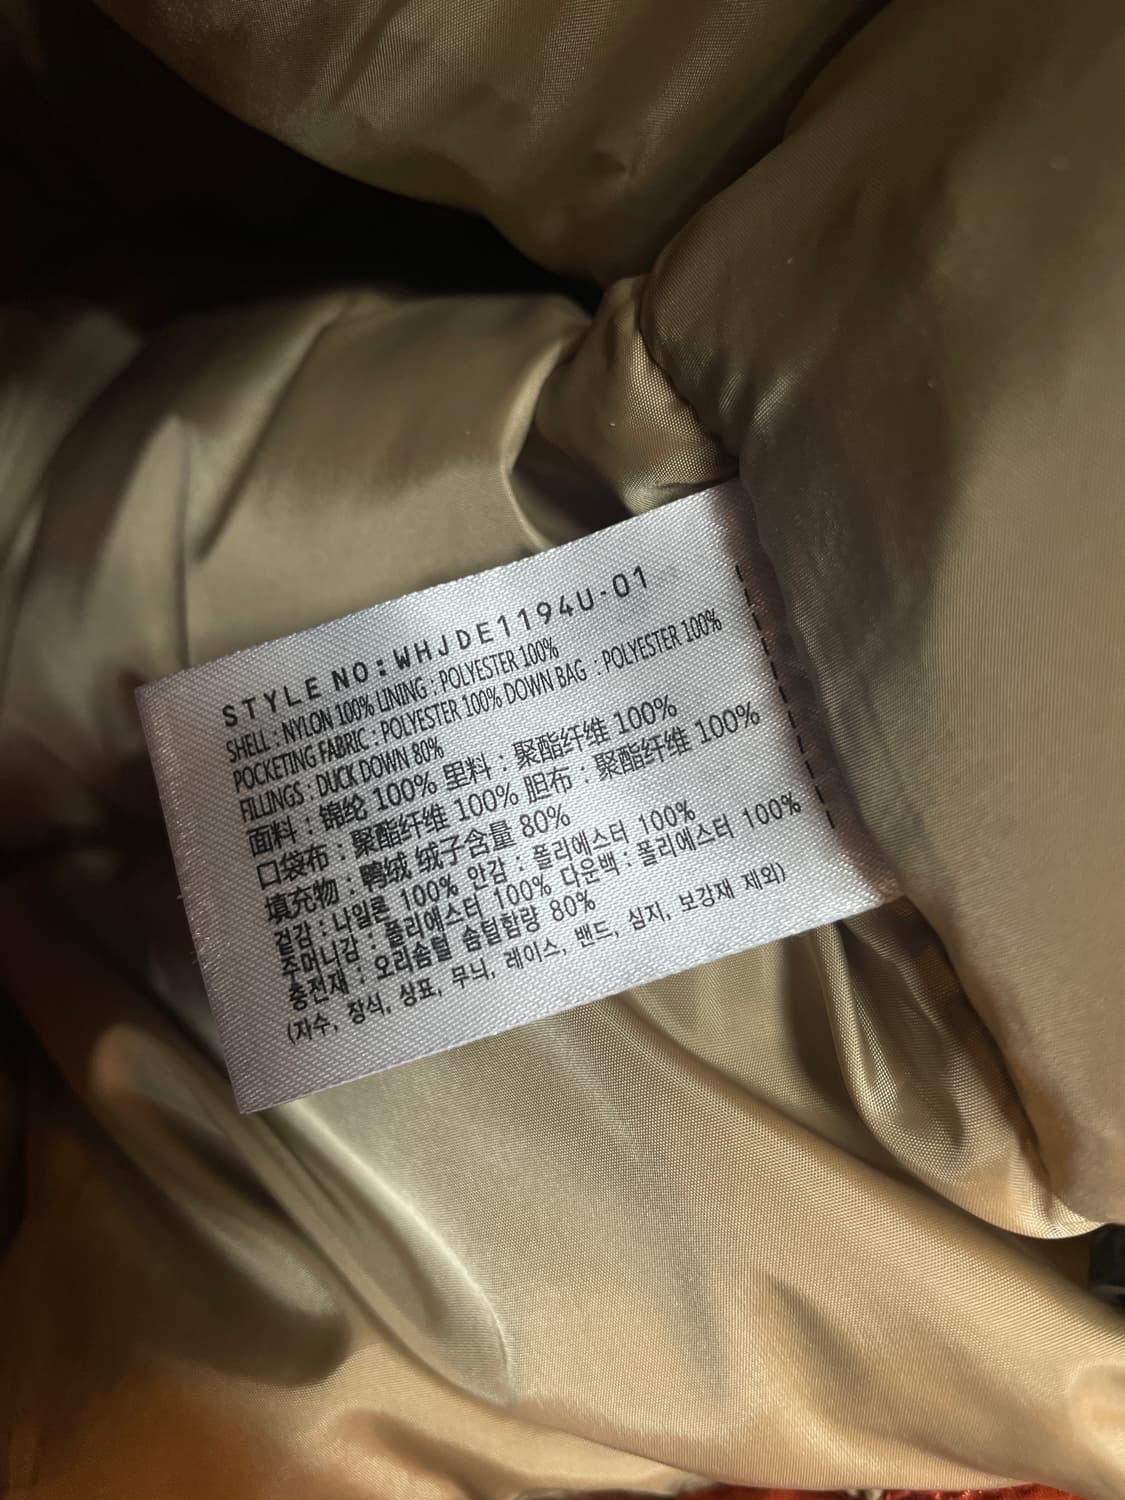 STYLE NO:WHJDE1194U-01
SHELL : NYLON 100% LINING : POLYESTER 100%
POCKETING FABRIC : POLYESTER 100% DOWN BAG : POLYESTER 100%
FILLINGS : DUCK DOWN 80%
面料 : 锦纶 100% 里料 : 聚酯纤维 100%
口袋布 : 聚酯纤维 100% 胆布 : 聚酯纤维 100%
填充物 : 鸭绒 绒子含量 80%
겉감 : 나일론 100% 안감 : 폴리에스터 100%
주머니감 : 폴리에스터 100% 다운백 : 폴리에스터 100%
충전재 : 오리솜털 솜털함량 80%
(자수, 장식, 상표, 무늬, 레이스, 밴드, 심지, 보강재 제외)